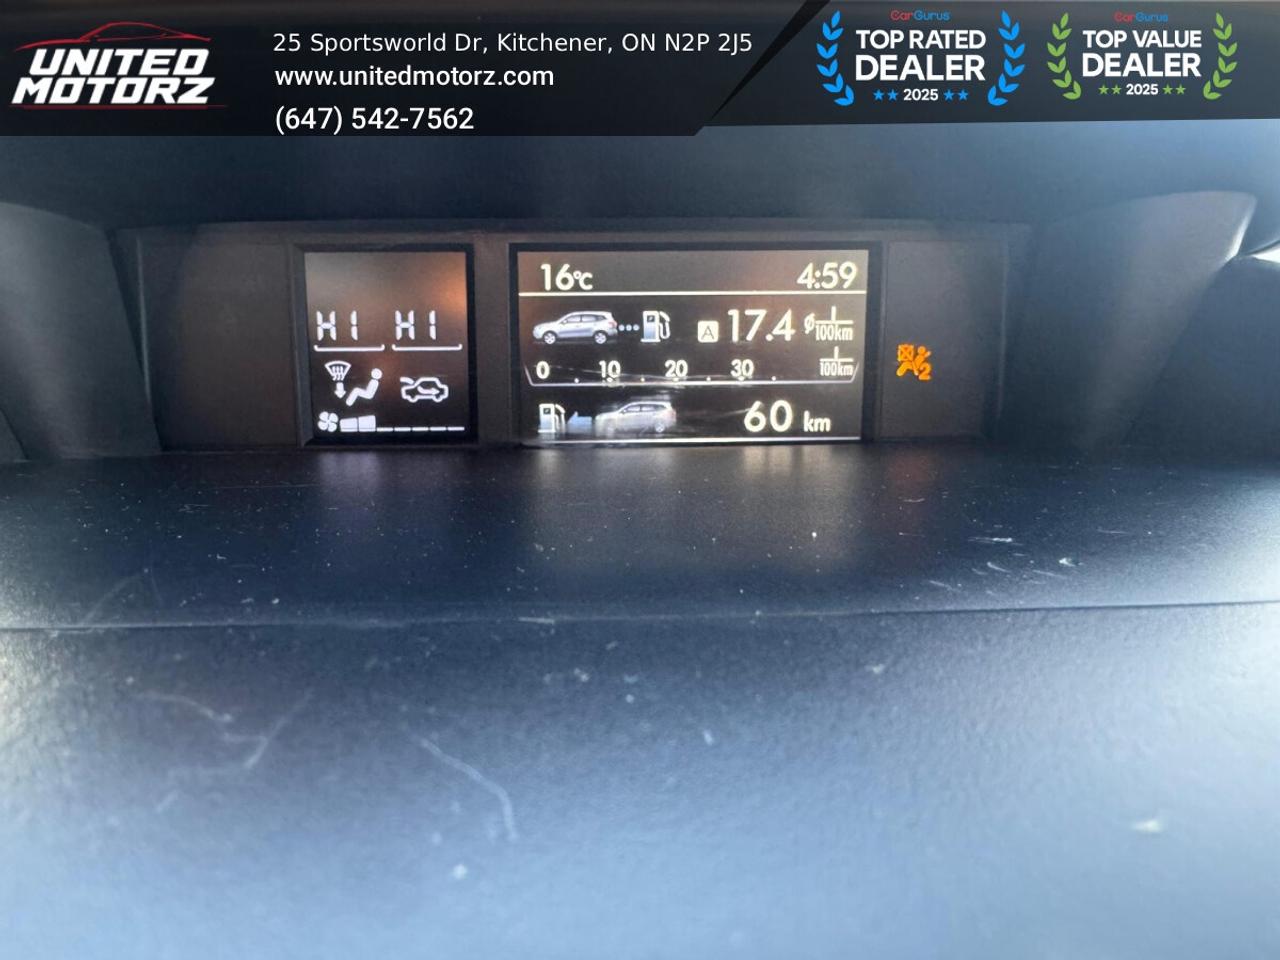 UNITED
MOTORZ
25 Sportsworld Dr, Kitchener, ON N2P 2J5
www.unitedmotorz.com
(647) 542-7562
CarGurus
TOP RATED
DEALER
2025
CarGurus
TOP VALUE
DEALER
2025
HI HI
16°C 4:59
A 17.4 ø L/100km
0 10 20 30 L/100km
60 km
2